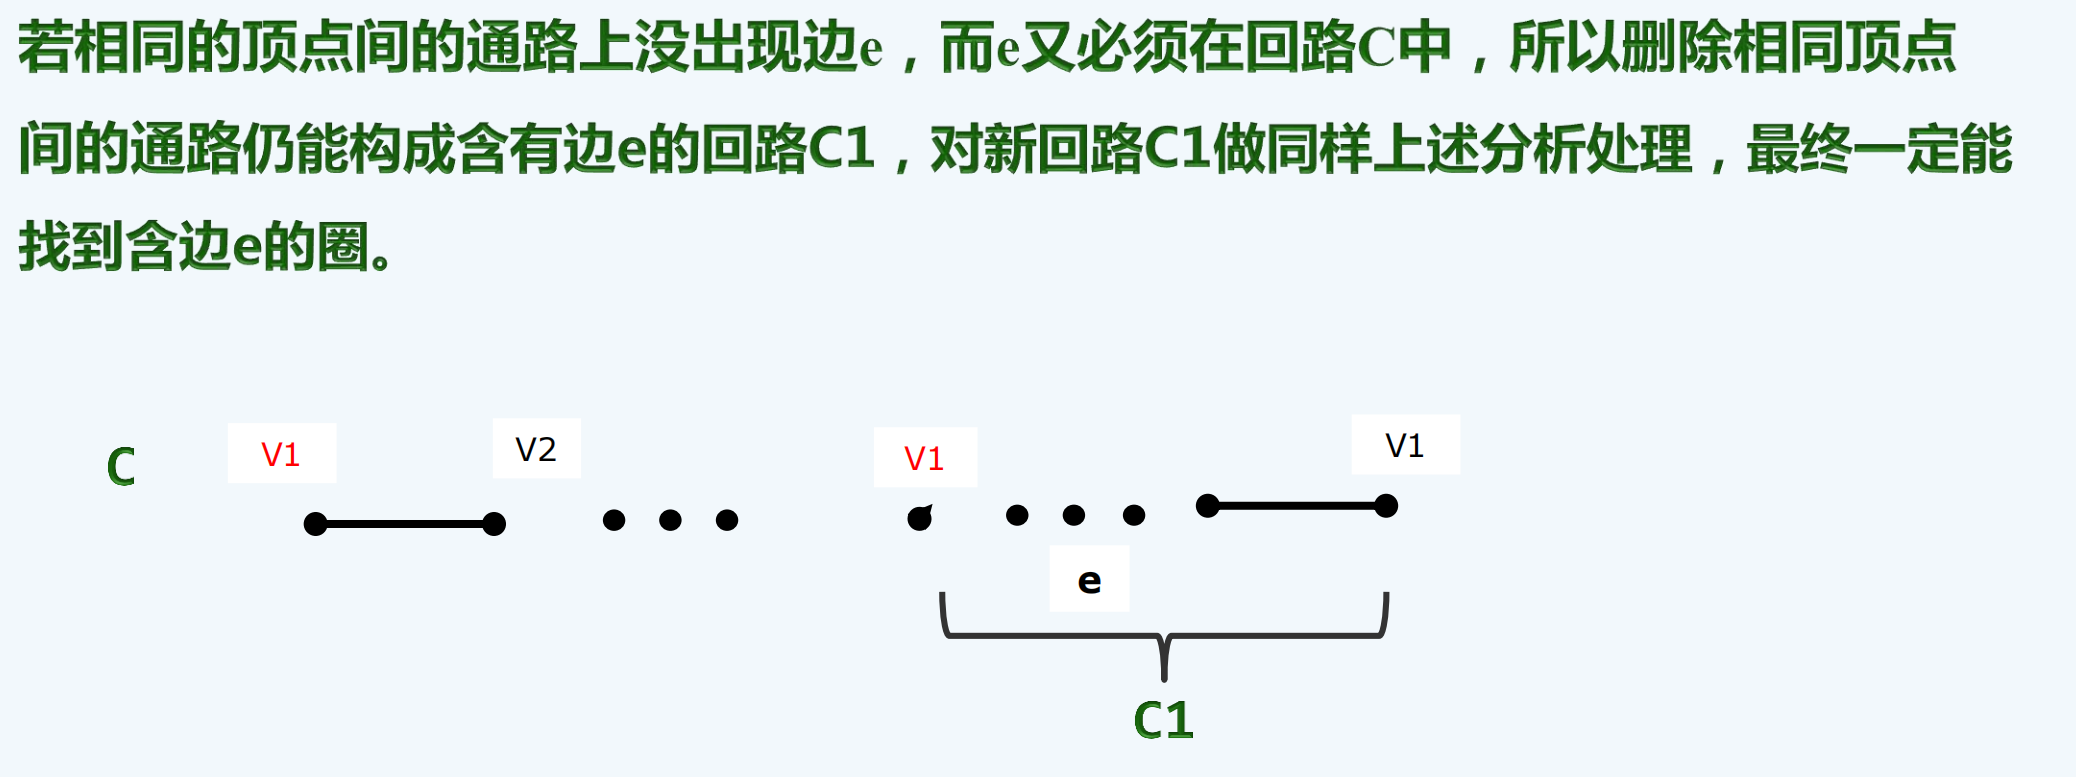 若相同的顶点间的通路上没出现边e，而e又必须在回路C中，所以删除相同顶点
间的通路仍能构成含有边e的回路C1，对新回路C1做同样上述分析处理，最终一定能
找到含边e的圈。
C V1 V2 V1 V1
e
C1